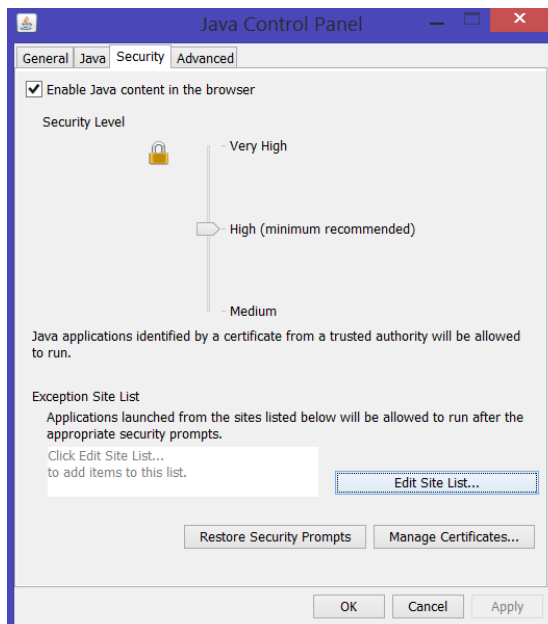 Java Control Panel
General Java Security Advanced
Enable Java content in the browser
Security Level
Very High
High (minimum recommended)
Medium
Java applications identified by a certificate from a trusted authority will be allowed
to run.
Exception Site List
Applications launched from the sites listed below will be allowed to run after the
appropriate security prompts.
Click Edit Site List...
to add items to this list.
Edit Site List...
Restore Security Prompts Manage Certificates...
OK Cancel Apply